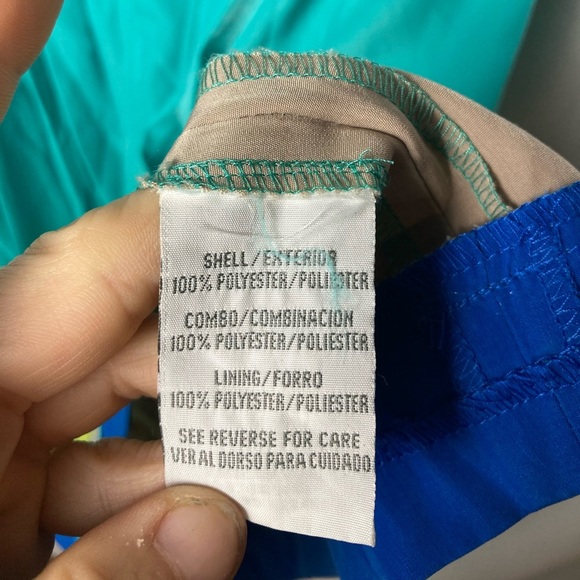 SHELL/EXTERIOR
100% POLYESTER/POLIESTER
COMBO/COMBINACION
100% POLYESTER/POLIESTER
LINING/FORRO
100% POLYESTER/POLIESTER
SEE REVERSE FOR CARE
VER AL DORSO PARA CUIDADO